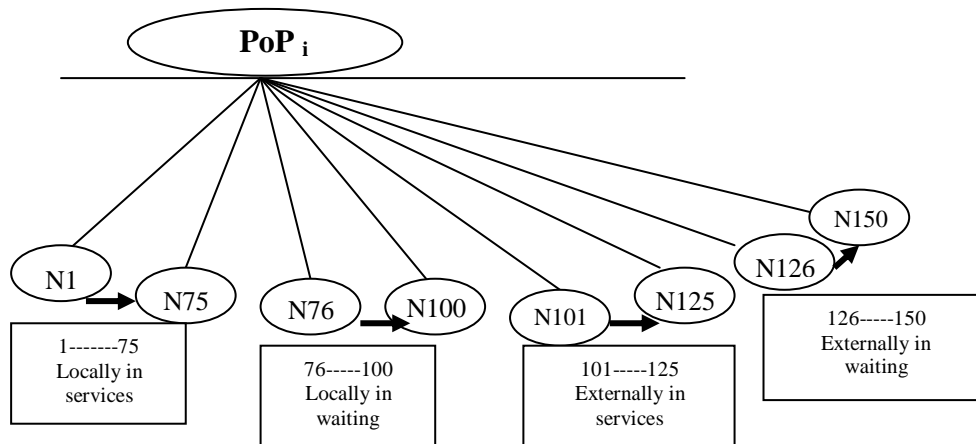 PoP i
N1
N75
N76
N100
N101
N125
N126
N150
1-------75
Locally in
services
76-----100
Locally in
waiting
101-----125
Externally in
services
126-----150
Externally in
waiting